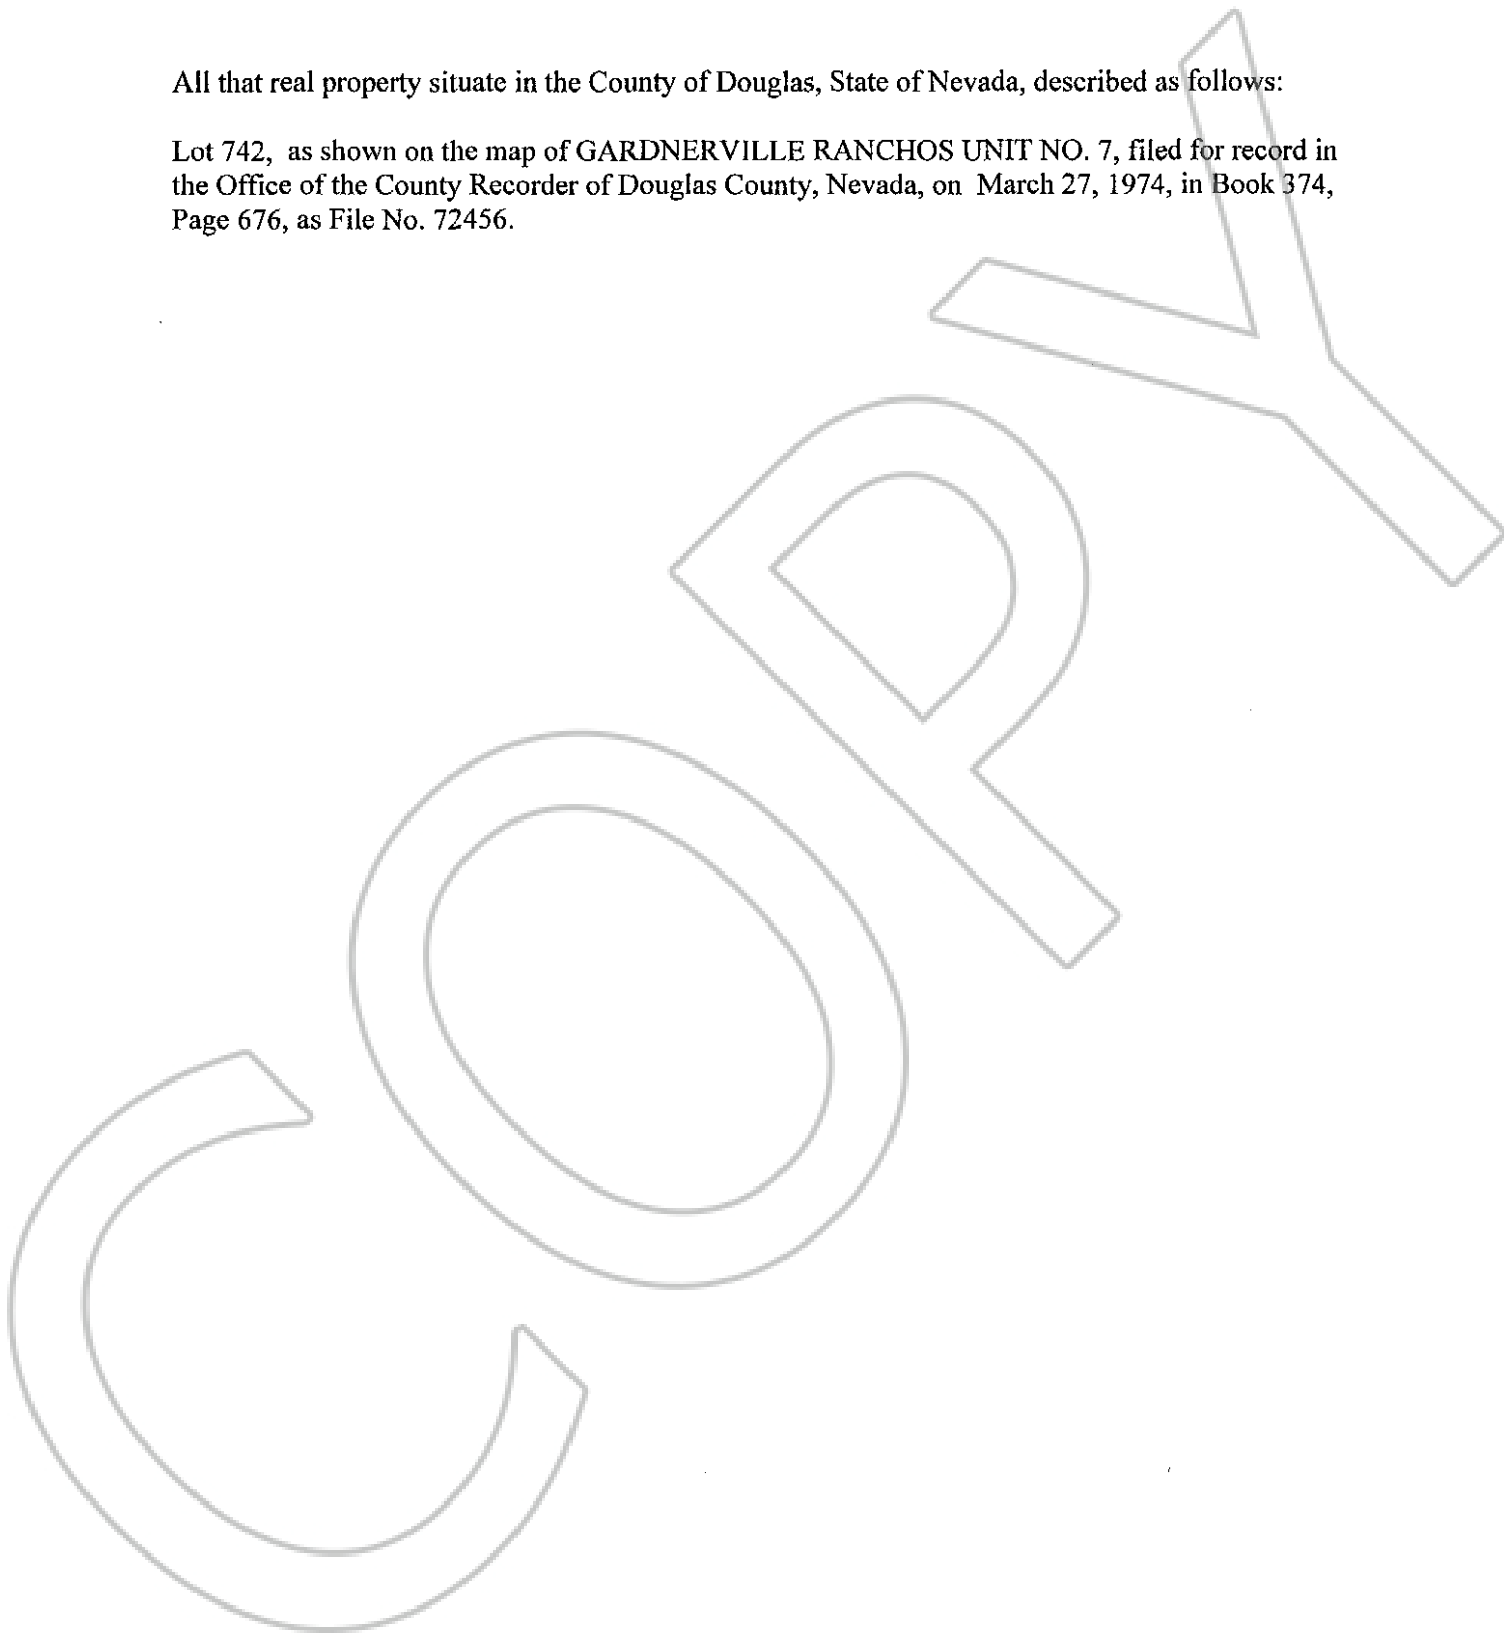 All that real property situate in the County of Douglas, State of Nevada, described as follows:
Lot 742, as shown on the map of GARDNERVILLE RANCHOS UNIT NO. 7, filed for record in
the Office of the County Recorder of Douglas County, Nevada, on March 27, 1974, in Book 374,
Page 676, as File No. 72456.
COPY